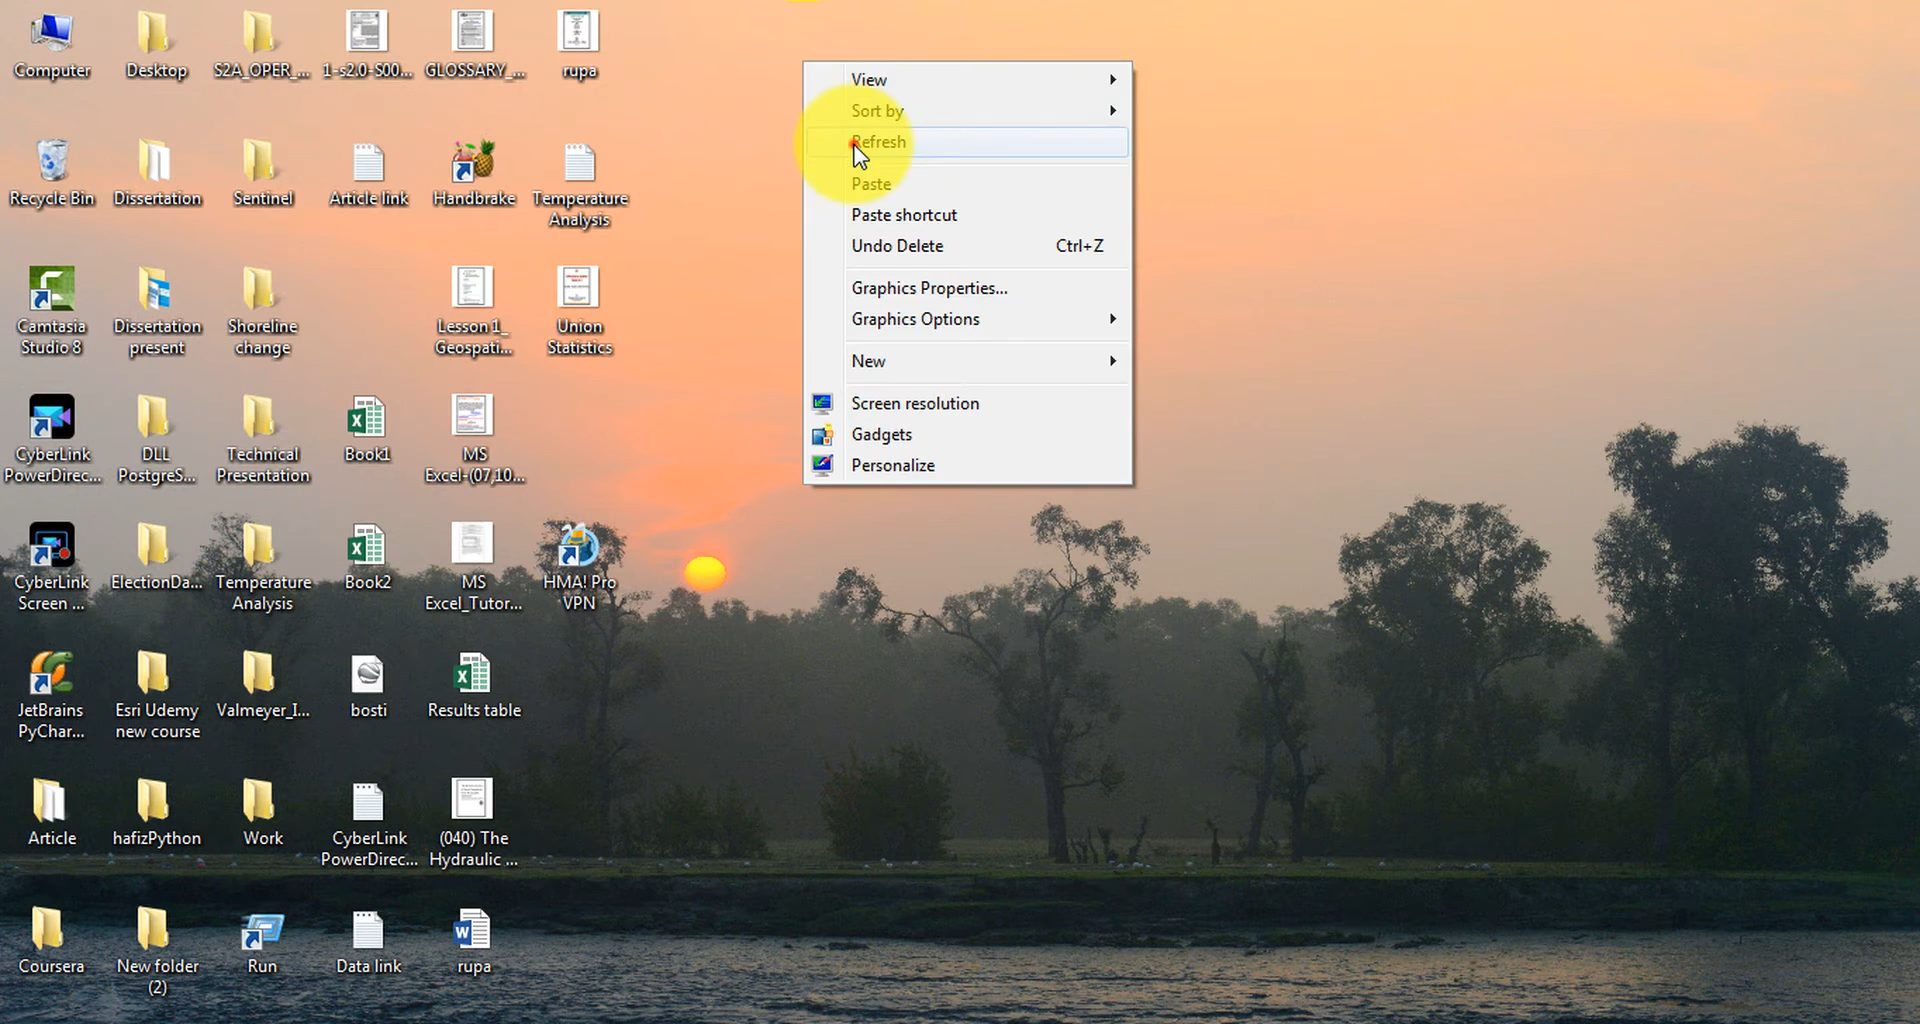 Computer
Desktop
S2A_OPER_...
1-s2.0-S00...
GLOSSARY_...
rupa
Recycle Bin
Dissertation
Sentinel
Article link
Handbrake
Temperature
Analysis
Camtasia
Studio 8
Dissertation
present
Shoreline
change
Lesson 1_
Geospati...
Union
Statistics
CyberLink
PowerDirec...
DLL
PostgreS...
Technical
Presentation
Book1
MS
Excel-(07,10...
CyberLink
Screen ...
ElectionDa...
Temperature
Analysis
Book2
MS
Excel_Tutor...
HMA! Pro
VPN
JetBrains
PyChar...
Esri Udemy
new course
Valmeyer_I...
bosti
Results table
Article
hafizPython
Work
CyberLink
PowerDirec...
(040) The
Hydraulic ...
Coursera
New folder
(2)
Run
Data link
rupa
View
Sort by
Refresh
Paste
Paste shortcut
Undo Delete Ctrl+Z
Graphics Properties...
Graphics Options
New
Screen resolution
Gadgets
Personalize